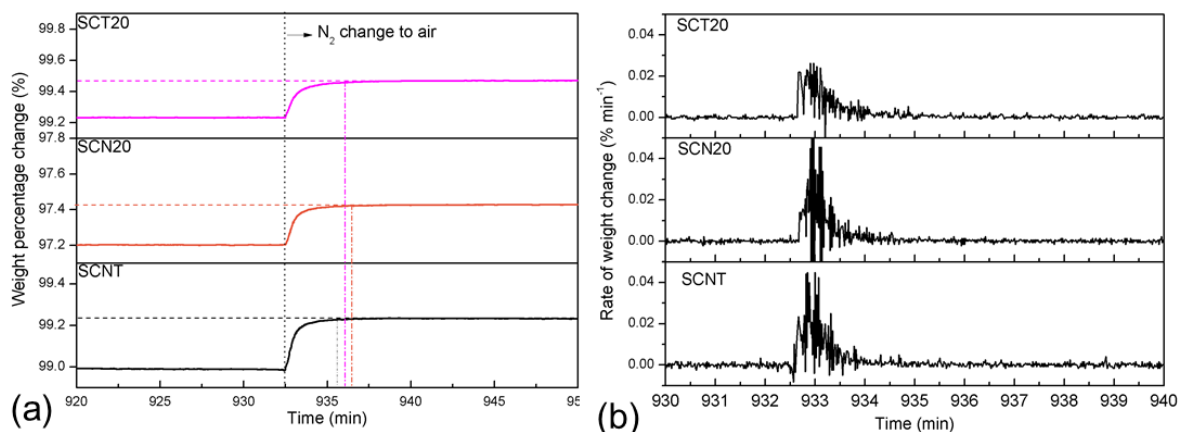 SCT20
N2 change to air
99.8
99.6
99.4
99.2
97.8
SCN20
97.6
97.4
97.2
SCNT
99.4
99.2
99.0
Weight percentage change (%)
920 925 930 935 940 945 95
Time (min)
(a)
(b)
SCT20
0.04
0.02
0.00
SCN20
0.04
0.02
0.00
SCNT
0.04
0.02
0.00
Rate of weight change (% min-1)
930 931 932 933 934 935 936 937 938 939 940
Time (min)